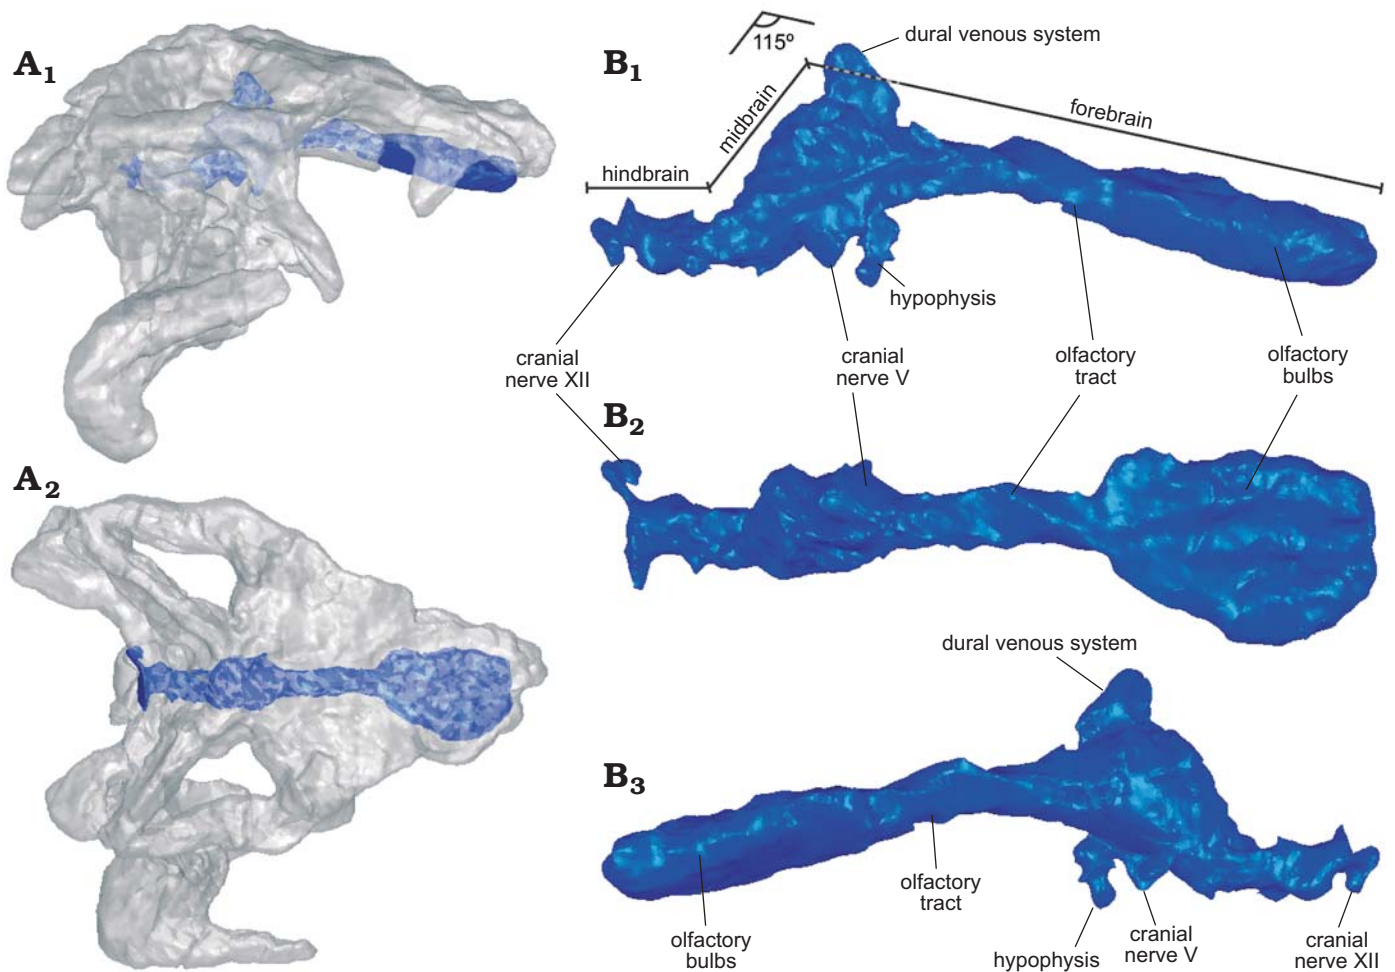 A1
B1
115º
dural venous system
midbrain
forebrain
hindbrain
hypophysis
cranial
nerve XII
cranial
nerve V
olfactory
tract
olfactory
bulbs
A2
B2
dural venous system
B3
olfactory
bulbs
olfactory
tract
hypophysis
cranial
nerve V
cranial
nerve XII